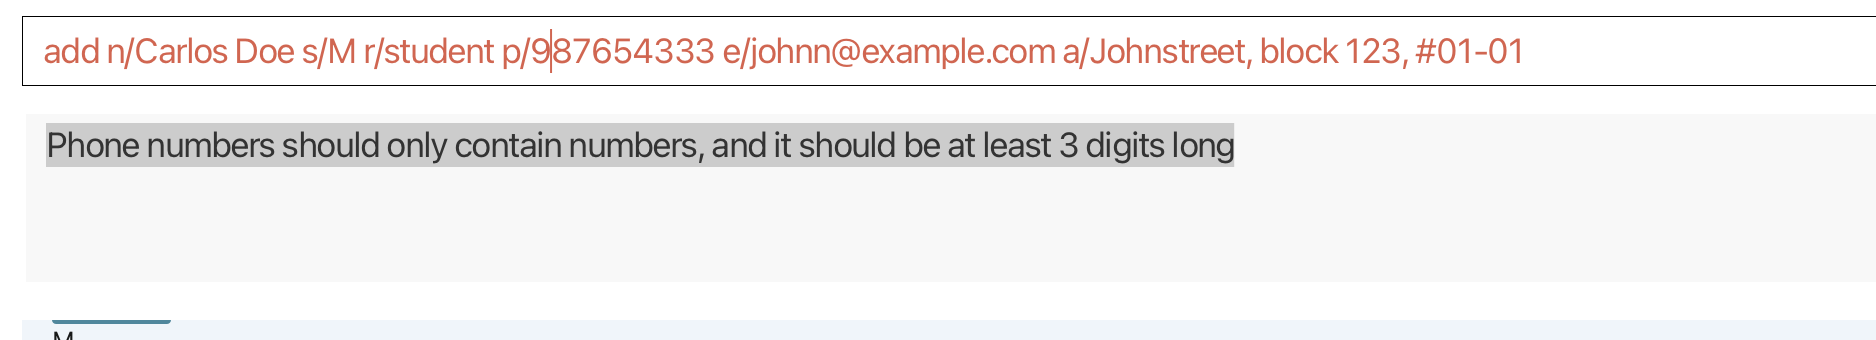 add n/Carlos Doe s/M r/student p/987654333 e/johnn@example.com a/Johnstreet, block 123, #01-01
Phone numbers should only contain numbers, and it should be at least 3 digits long
M